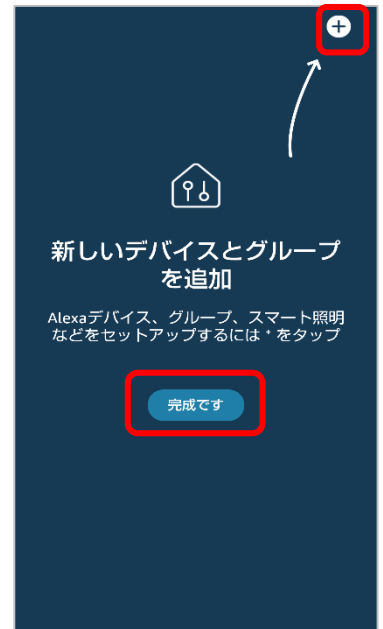 新しいデバイスとグループ
を追加
Alexaデバイス、グループ、スマート照明
などをセットアップするには + をタップ
完成です